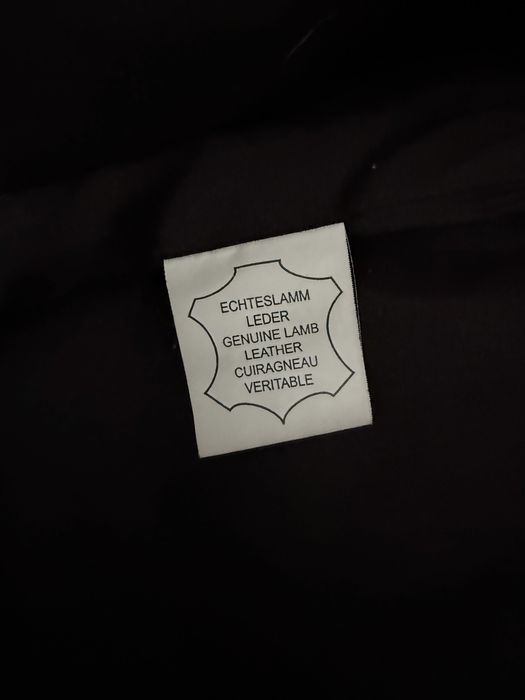 ECHTESLAMM
LEDER
GENUINE LAMB
LEATHER
CUIRAGNEAU
VERITABLE